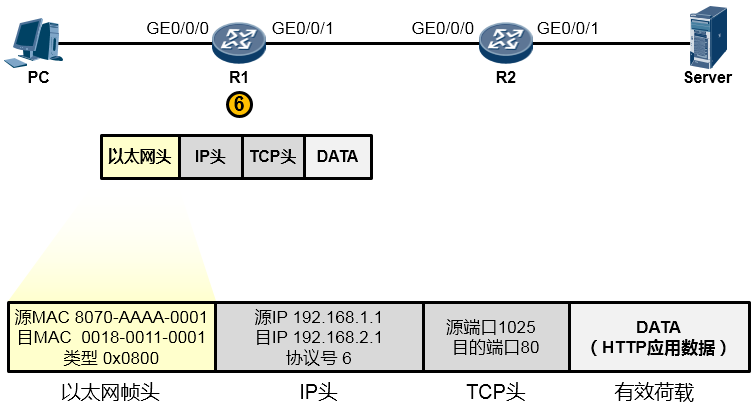 GE0/0/0
GE0/0/1
GE0/0/0
GE0/0/1
PC
R1
R2
Server
6
以太网头
IP头
TCP头
DATA
源MAC 8070-AAAA-0001
目MAC 0018-0011-0001
类型 0x0800
源IP 192.168.1.1
目IP 192.168.2.1
协议号 6
源端口1025
目的端口80
DATA
（HTTP应用数据）
以太网帧头
IP头
TCP头
有效荷载